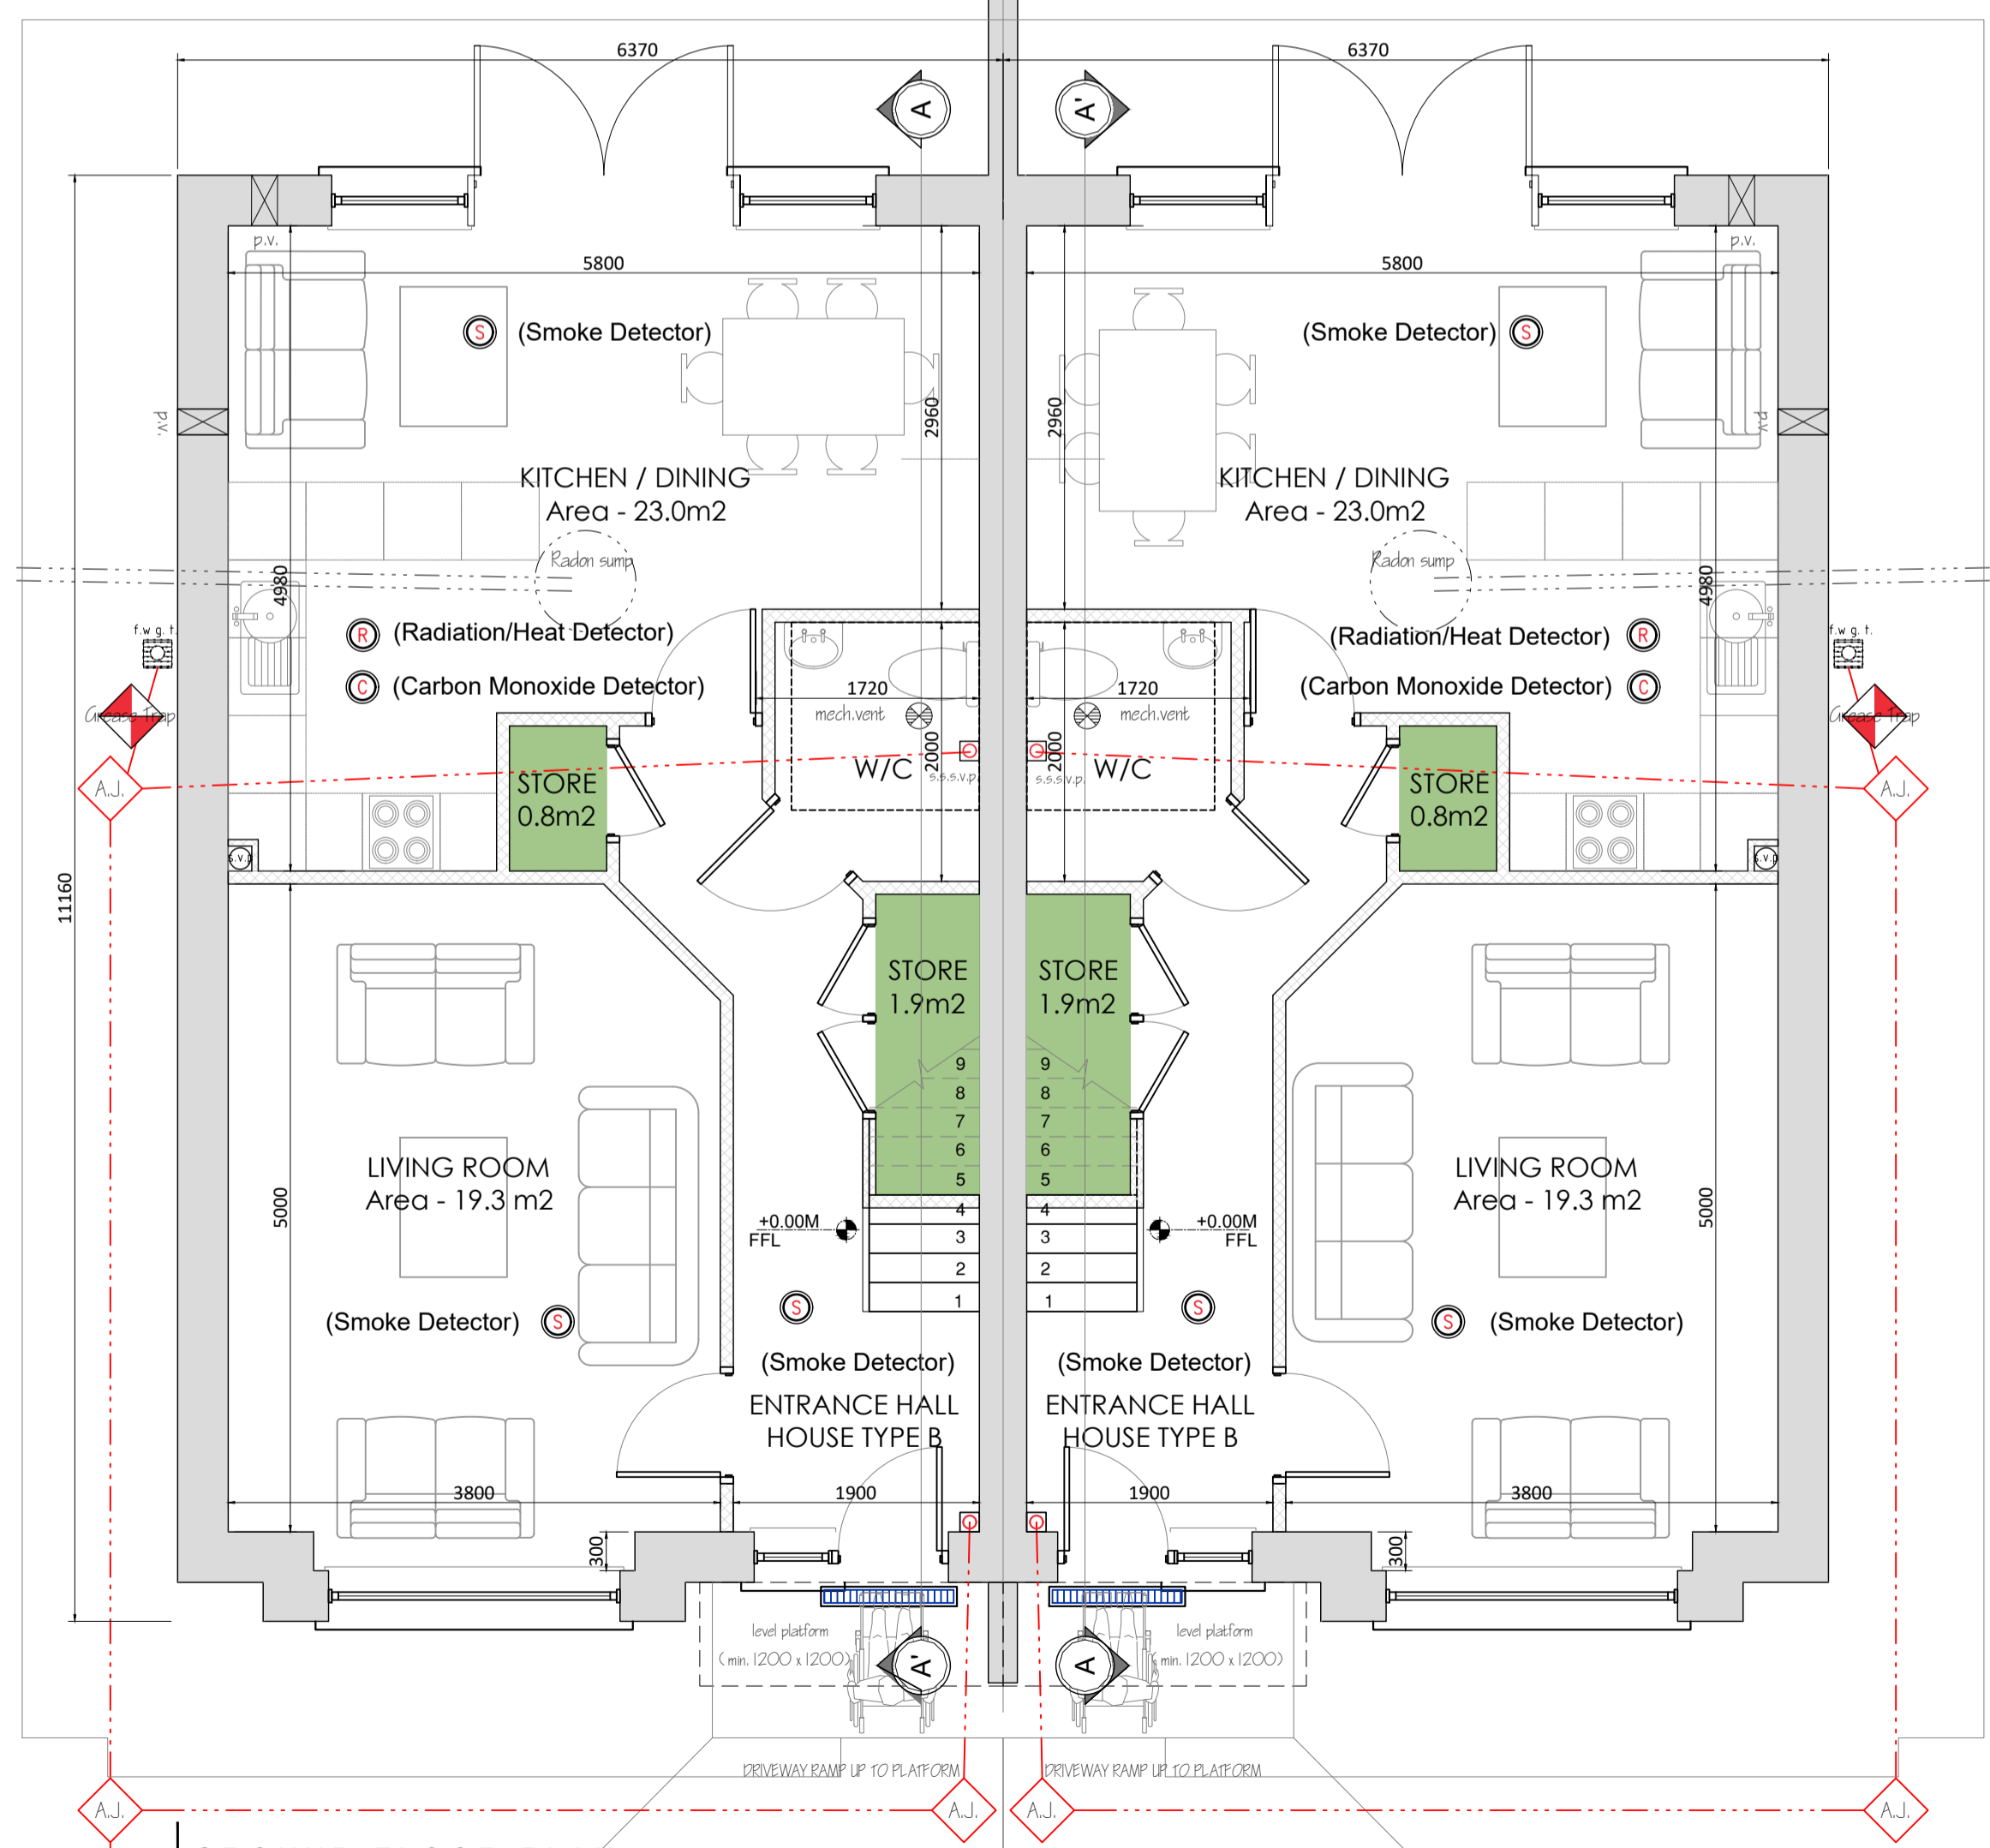 6370
6370
A
A'
p.v.
p.v.
5800
5800
S
(Smoke Detector)
(Smoke Detector)
S
p.v.
2960
2960
p.v
KITCHEN / DINING
Area - 23.0m2
KITCHEN / DINING
Area - 23.0m2
Radon sump
Radon sump
4980
4980
f.w g. t.
R
(Radiation/Heat Detector)
(Radiation/Heat Detector)
R
f.w g. t.
C
(Carbon Monoxide Detector)
(Carbon Monoxide Detector)
C
1720
1720
Grease Trap
mech.vent
mech.vent
Grease Trap
2000
2000
A.J.
STORE
0.8m2
W/C
s.s.s.v.p.
s.s.s.v.p.
W/C
STORE
0.8m2
A.J.
s.v.p
s.v.p
11160
STORE
1.9m2
STORE
1.9m2
9
9
8
8
7
7
6
6
5
5
4
4
3
3
2
2
1
1
LIVING ROOM
Area - 19.3 m2
LIVING ROOM
Area - 19.3 m2
5000
5000
+0.00M
FFL
+0.00M
FFL
(Smoke Detector)
S
S
S
S
(Smoke Detector)
(Smoke Detector)
(Smoke Detector)
ENTRANCE HALL
HOUSE TYPE B
ENTRANCE HALL
HOUSE TYPE B
3800
1900
1900
3800
300
300
level platform
( min. 1200 x 1200)
level platform
( min. 1200 x 1200)
A'
A
DRIVEWAY RAMP UP TO PLATFORM
DRIVEWAY RAMP UP TO PLATFORM
A.J.
A.J.
A.J.
A.J.